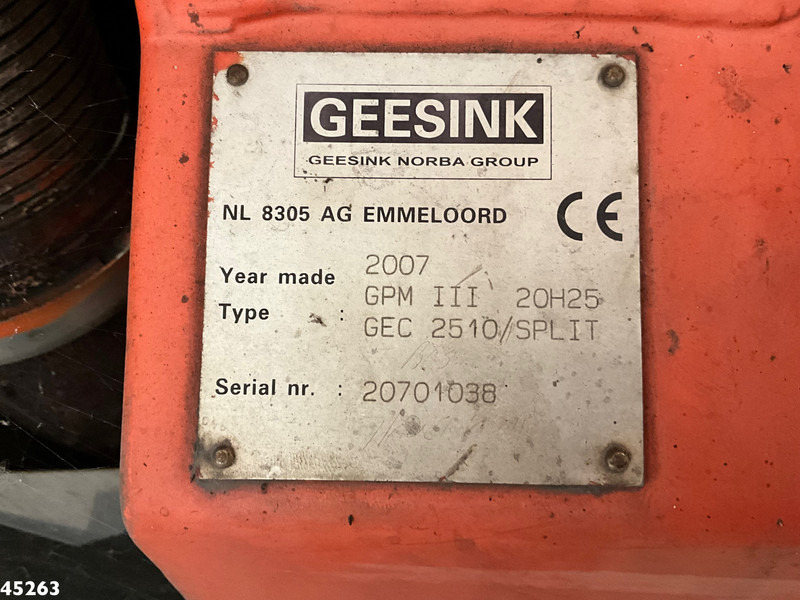 GEESINK
GEESINK NORBA GROUP
NL 8305 AG EMMELOORD CE
Year made 2007
Type : GPM III 20H25
GEC 2510/SPLIT
Serial nr. : 20701038
45263